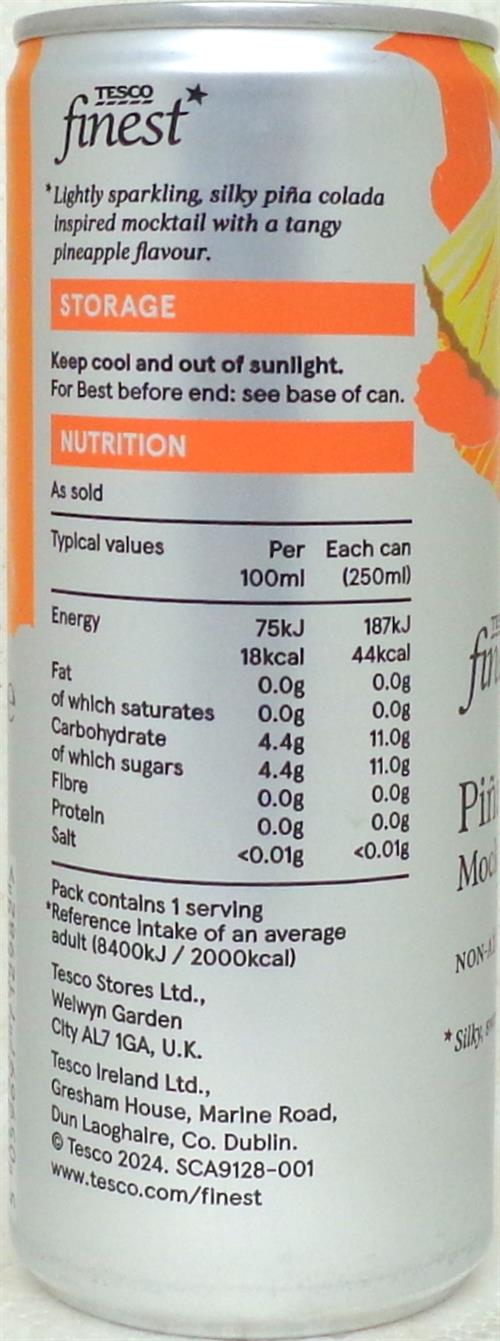 TESCO
finest*
*Lightly sparkling, silky piña colada
inspired mocktail with a tangy
pineapple flavour.
STORAGE
Keep cool and out of sunlight.
For Best before end: see base of can.
NUTRITION
As sold
Typical values Per 100ml Each can (250ml)
Energy 75kJ 187kJ
18kcal 44kcal
Fat 0.0g 0.0g
of which saturates 0.0g 0.0g
Carbohydrate 4.4g 11.0g
of which sugars 4.4g 11.0g
Fibre 0.0g 0.0g
Protein 0.0g 0.0g
Salt <0.01g <0.01g
Pack contains 1 serving
*Reference intake of an average
adult (8400kJ / 2000kcal)
Tesco Stores Ltd.,
Welwyn Garden
City AL7 1GA, U.K.
Tesco Ireland Ltd.,
Gresham House, Marine Road,
Dun Laoghaire, Co. Dublin.
© Tesco 2024. SCA9128-001
www.tesco.com/finest